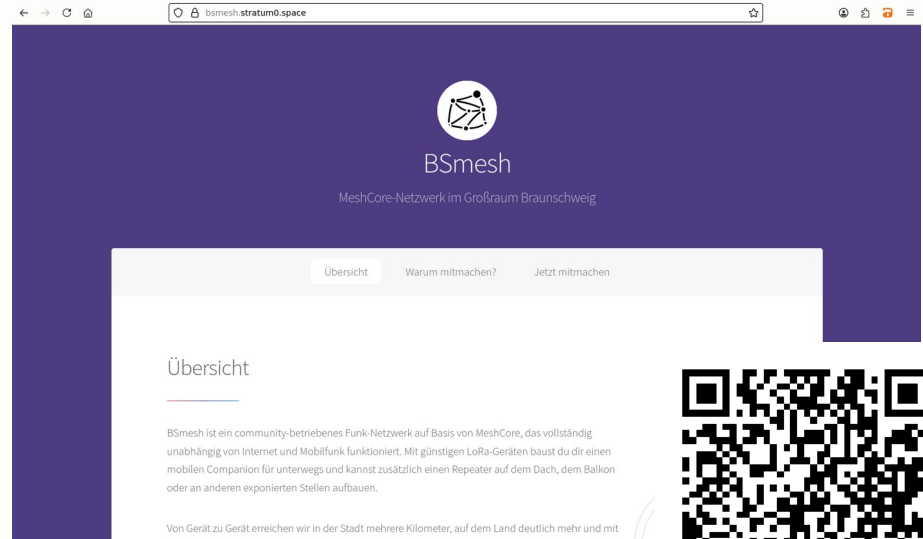 bsmesh.stratum0.space
BSmesh
MeshCore-Netzwerk im Großraum Braunschweig
Übersicht
Warum mitmachen?
Jetzt mitmachen
Übersicht
BSmesh ist ein community-betriebenes Funk-Netzwerk auf Basis von MeshCore, das vollständig
unabhängig von Internet und Mobilfunk funktioniert. Mit günstigen LoRa-Geräten baust du dir einen
mobilen Companion für unterwegs und kannst zusätzlich einen Repeater auf dem Dach, dem Balkon
oder an anderen exponierten Stellen aufbauen.
Von Gerät zu Gerät erreichen wir in der Stadt mehrere Kilometer, auf dem Land deutlich mehr und mit